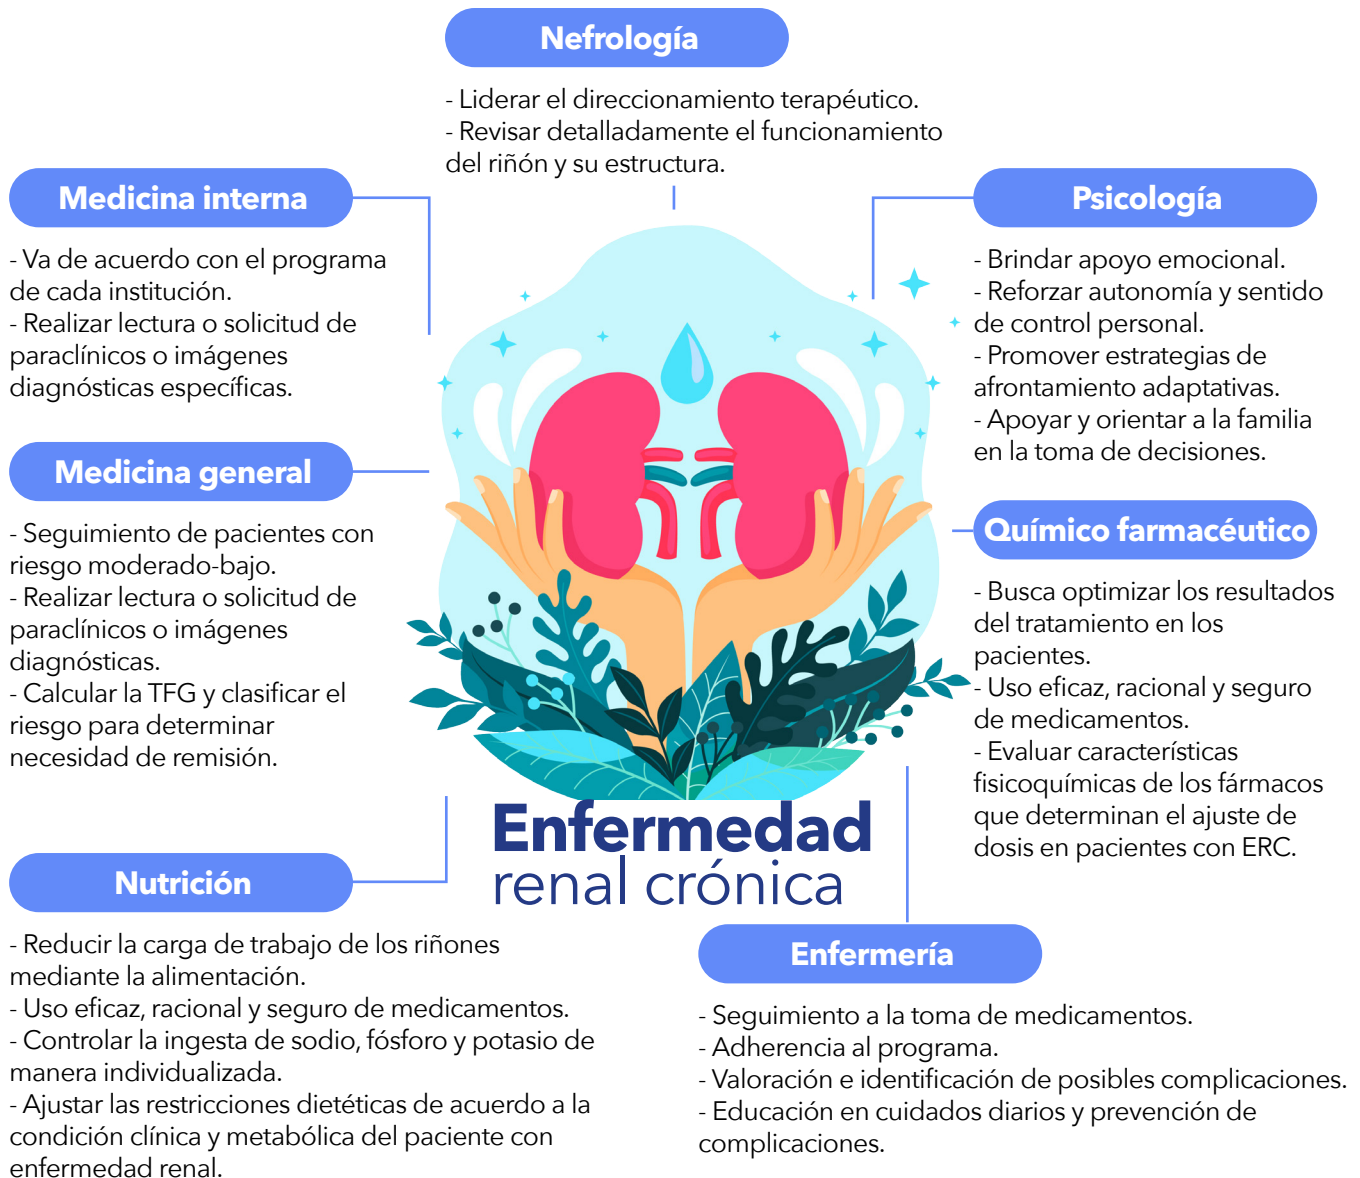 Nefrología
- Liderar el direccionamiento terapéutico.
- Revisar detalladamente el funcionamiento
del riñón y su estructura.
Medicina interna
- Va de acuerdo con el programa
de cada institución.
- Realizar lectura o solicitud de
paraclínicos o imágenes
diagnósticas específicas.
Medicina general
- Seguimiento de pacientes con
riesgo moderado-bajo.
- Realizar lectura o solicitud de
paraclínicos o imágenes
diagnósticas.
- Calcular la TFG y clasificar el
riesgo para determinar
necesidad de remisión.
Nutrición
- Reducir la carga de trabajo de los riñones
mediante la alimentación.
- Uso eficaz, racional y seguro de medicamentos.
- Controlar la ingesta de sodio, fósforo y potasio de
manera individualizada.
- Ajustar las restricciones dietéticas de acuerdo a la
condición clínica y metabólica del paciente con
enfermedad renal.
Enfermedad
renal crónica
Psicología
- Brindar apoyo emocional.
- Reforzar autonomía y sentido
de control personal.
- Promover estrategias de
afrontamiento adaptativas.
- Apoyar y orientar a la familia
en la toma de decisiones.
Químico farmacéutico
- Busca optimizar los resultados
del tratamiento en los
pacientes.
- Uso eficaz, racional y seguro
de medicamentos.
- Evaluar características
fisicoquímicas de los fármacos
que determinan el ajuste de
dosis en pacientes con ERC.
Enfermería
- Seguimiento a la toma de medicamentos.
- Adherencia al programa.
- Valoración e identificación de posibles complicaciones.
- Educación en cuidados diarios y prevención de
complicaciones.